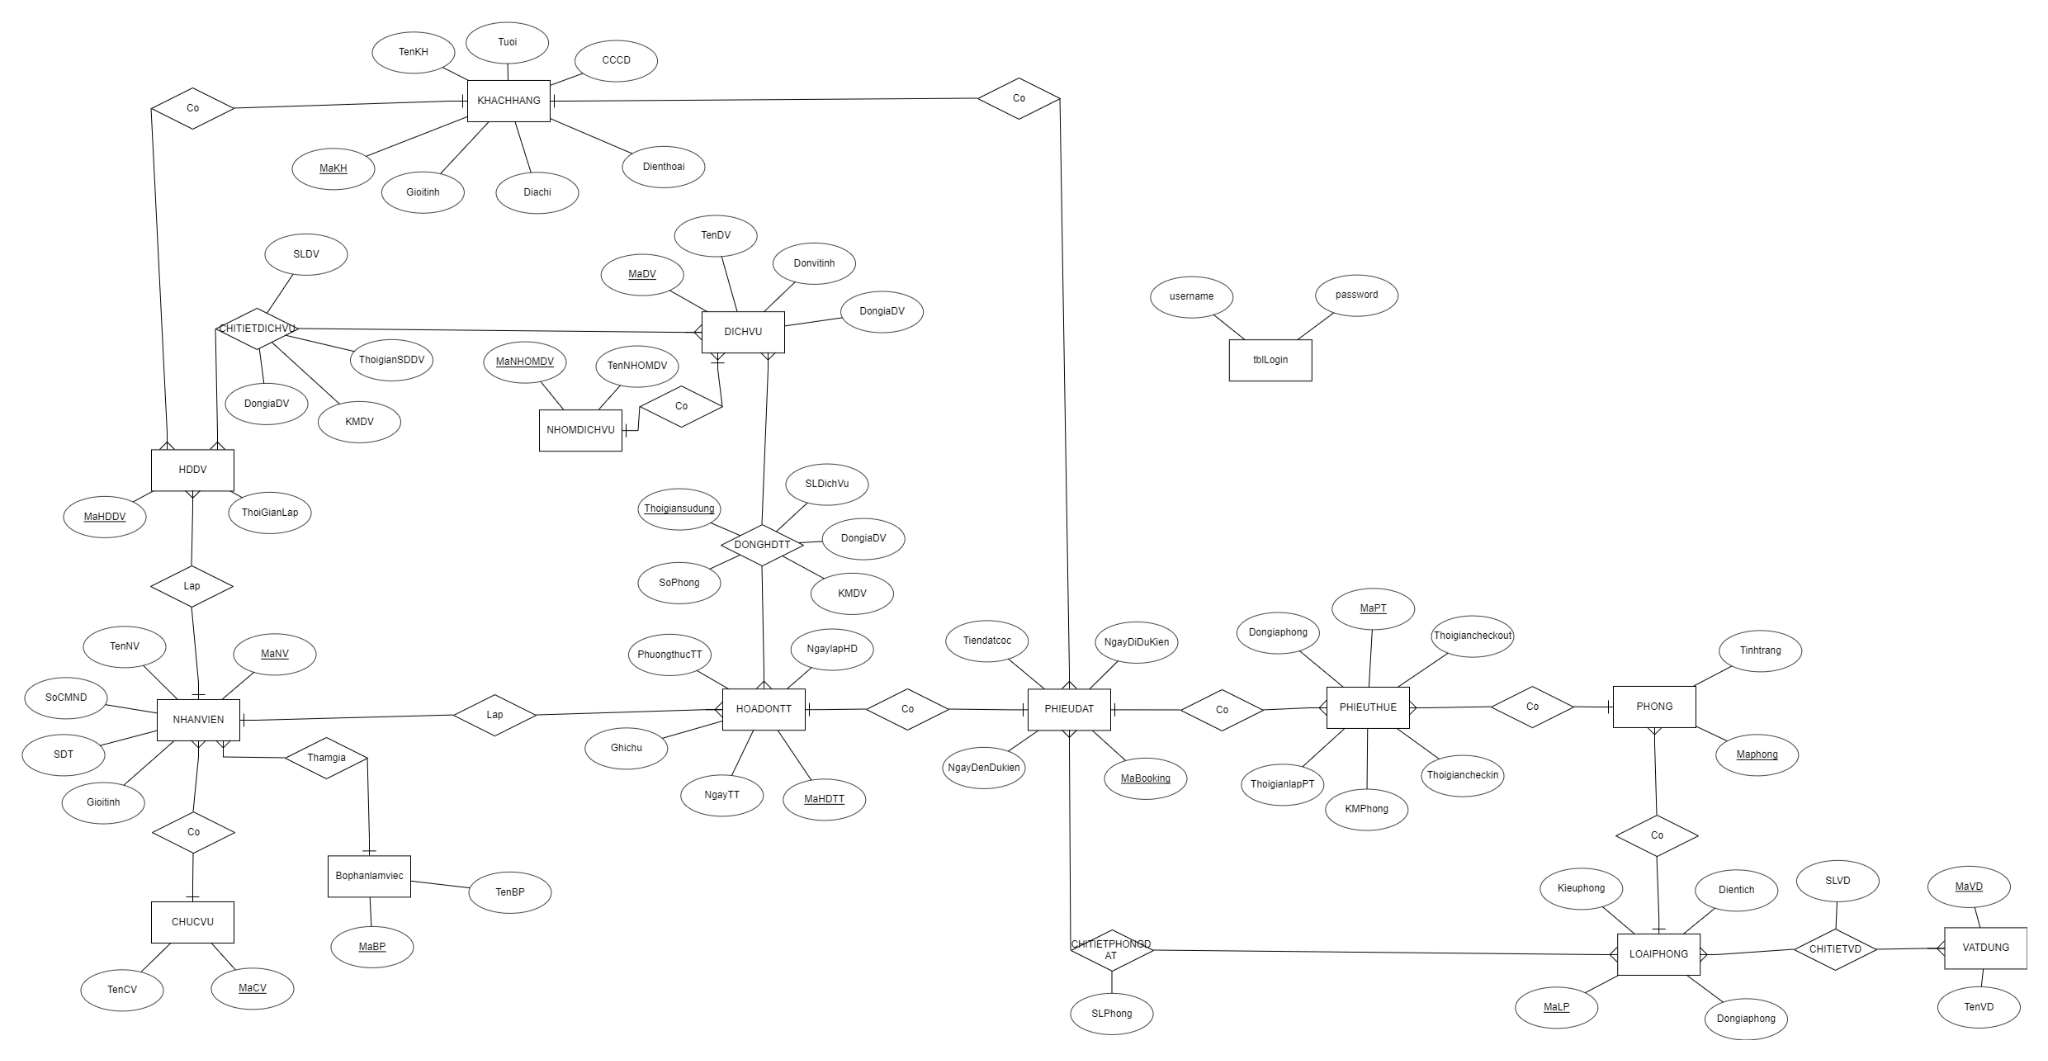 Tuoi
TenKH
CCCD
Co
KHACHHANG
Co
MaKH
Gioitinh
Diachi
Dienthoai
SLDV
TenDV
MaDV
Donvitinh
DongiaDV
CHITIETDICHVU
DICHVU
ThoigianSDDV
DongiaDV
KMDV
MaNHOMDV
TenNHOMDV
Co
NHOMDICHVU
username
password
tblLogin
HDDV
MaHDDV
ThoiGianLap
SLDichVu
Thoigiansudung
DongiaDV
DONGHDTT
SoPhong
KMDV
Lap
TenNV
MaNV
SoCMND
NHANVIEN
SDT
Gioitinh
Lap
Thamgia
PhuongthucTT
NgaylapHD
HOADONTT
Ghichu
NgayTT
MaHDTT
Co
Tiendatcoc
NgayDiDuKien
PHIEUDAT
NgayDenDukien
MaBooking
Co
MaPT
Dongiaphong
Thoigiancheckout
PHIEUTHUE
ThoigianlapPT
KMPhong
Thoigiancheckin
Co
Tinhtrang
PHONG
Maphong
Co
Co
Bophanlamviec
TenBP
MaBP
CHUCVU
TenCV
MaCV
CHITIETPHONGD
AT
SLPhong
Kieuphong
Dientich
LOAIPHONG
MaLP
Dongiaphong
SLVD
CHITIETVD
MaVD
VATDUNG
TenVD